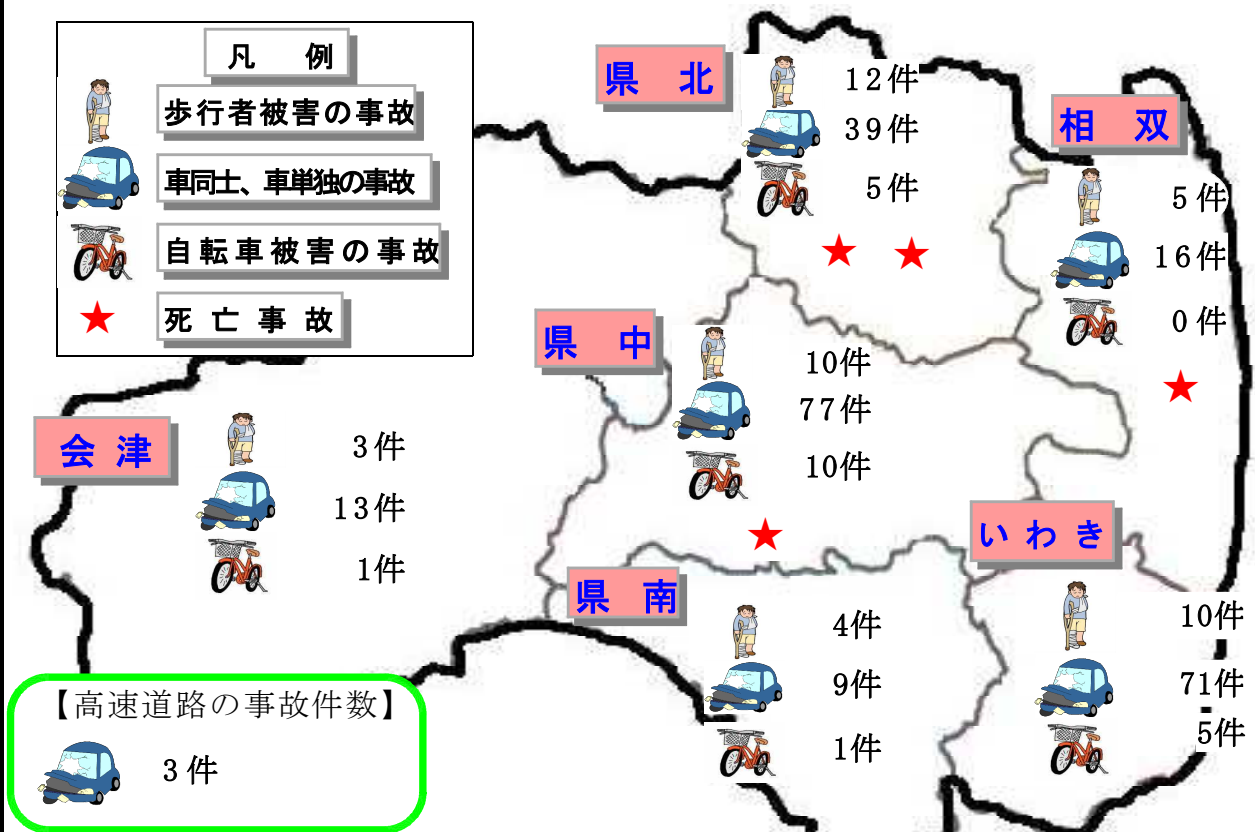 凡 例
歩行者被害の事故
車同士、車単独の事故
自転車被害の事故
死亡事故
県 北
12件
39件
5件
相 双
5件
16件
0件
県 中
10件
77件
10件
会 津
3件
13件
1件
いわき
10件
71件
5件
県 南
4件
9件
1件
【高速道路の事故件数】
3件